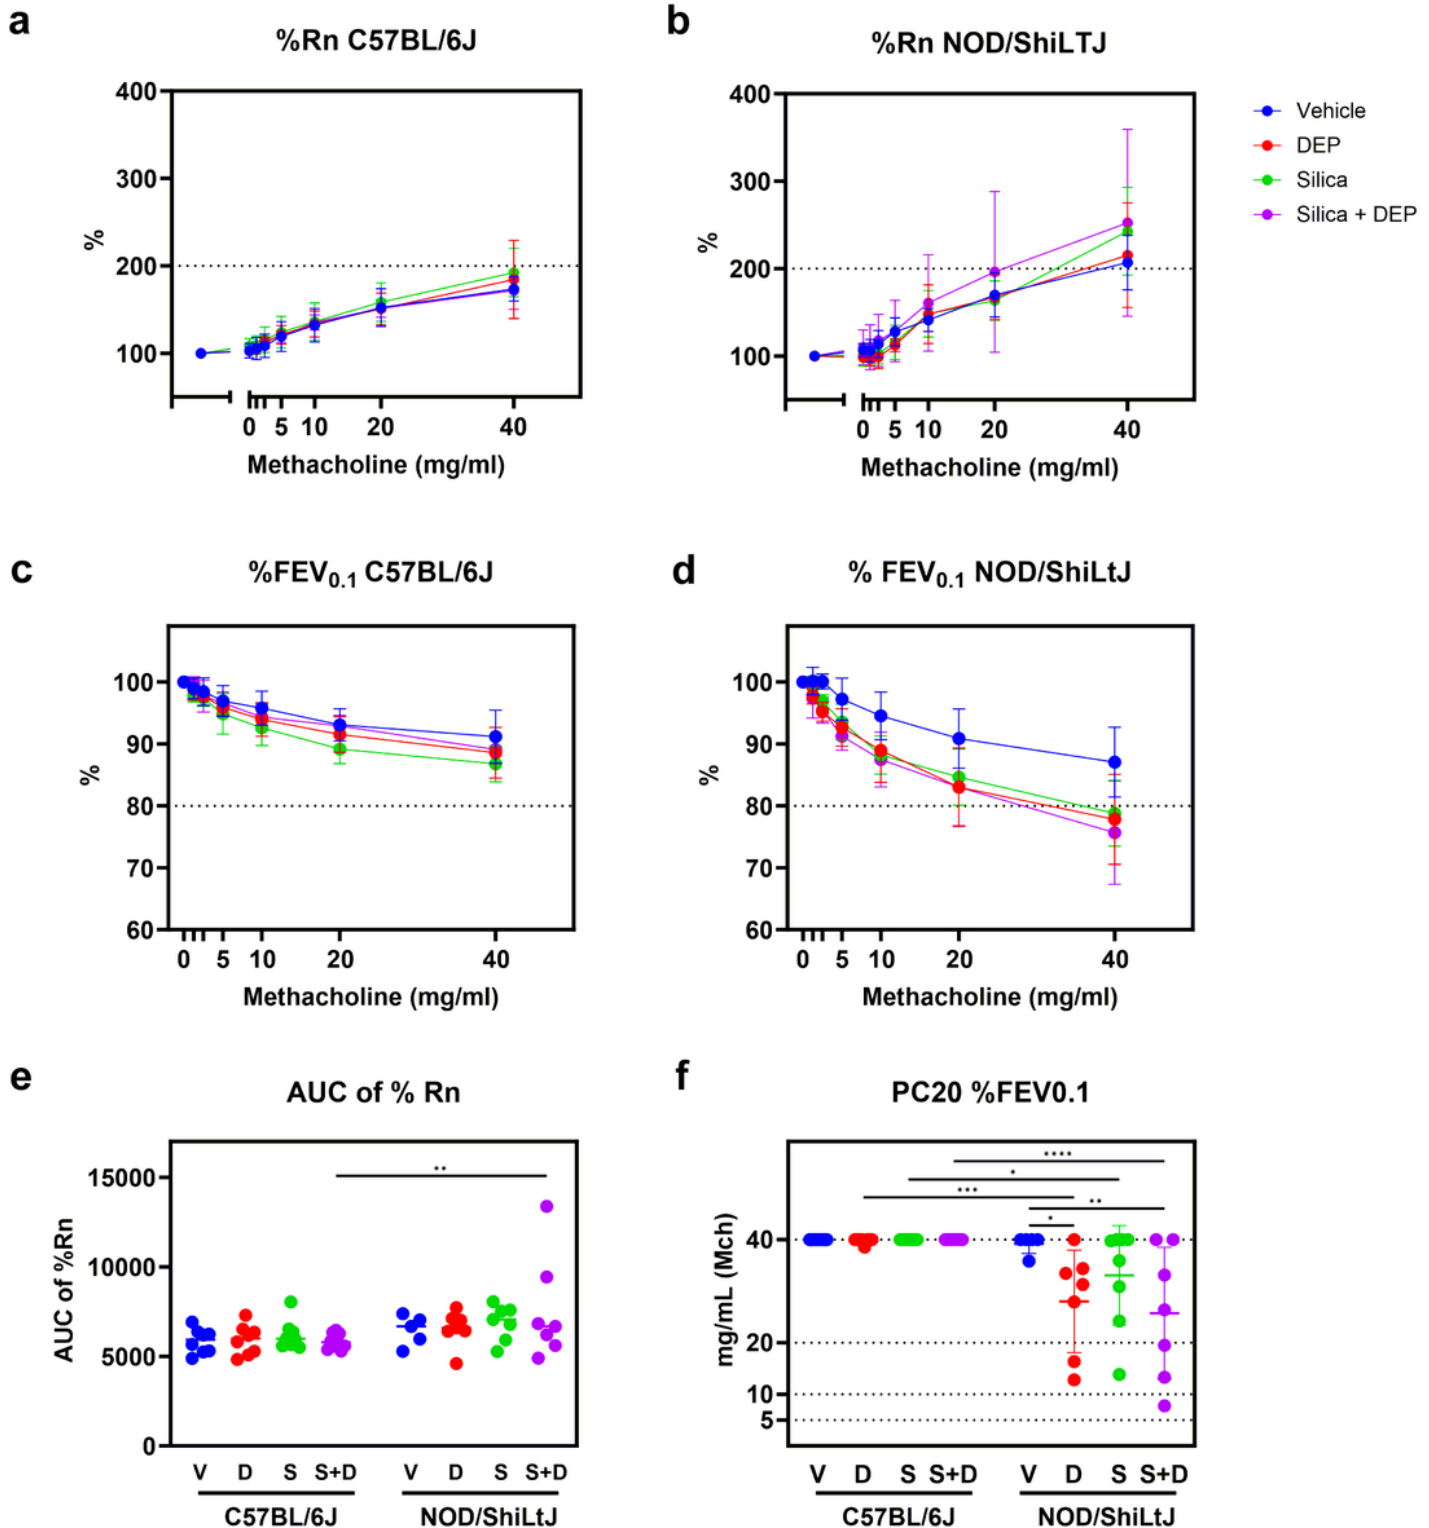 a
%Rn C57BL/6J
400
300
200
100
%
0 5 10 20 40
Methacholine (mg/ml)
b
%Rn NOD/ShiLTJ
400
300
200
100
%
0 5 10 20 40
Methacholine (mg/ml)
Vehicle
DEP
Silica
Silica + DEP
c
%FEV0.1 C57BL/6J
100
90
80
70
60
%
0 5 10 20 40
Methacholine (mg/ml)
d
% FEV0.1 NOD/ShiLtJ
100
90
80
70
60
%
0 5 10 20 40
Methacholine (mg/ml)
e
AUC of % Rn
15000
10000
5000
0
AUC of %Rn
**
V D S S+D V D S S+D
C57BL/6J NOD/ShiLtJ
f
PC20 %FEV0.1
40
20
10
5
mg/mL (Mch)
****
*
***
**
*
V D S S+D V D S S+D
C57BL/6J NOD/ShiLtJ